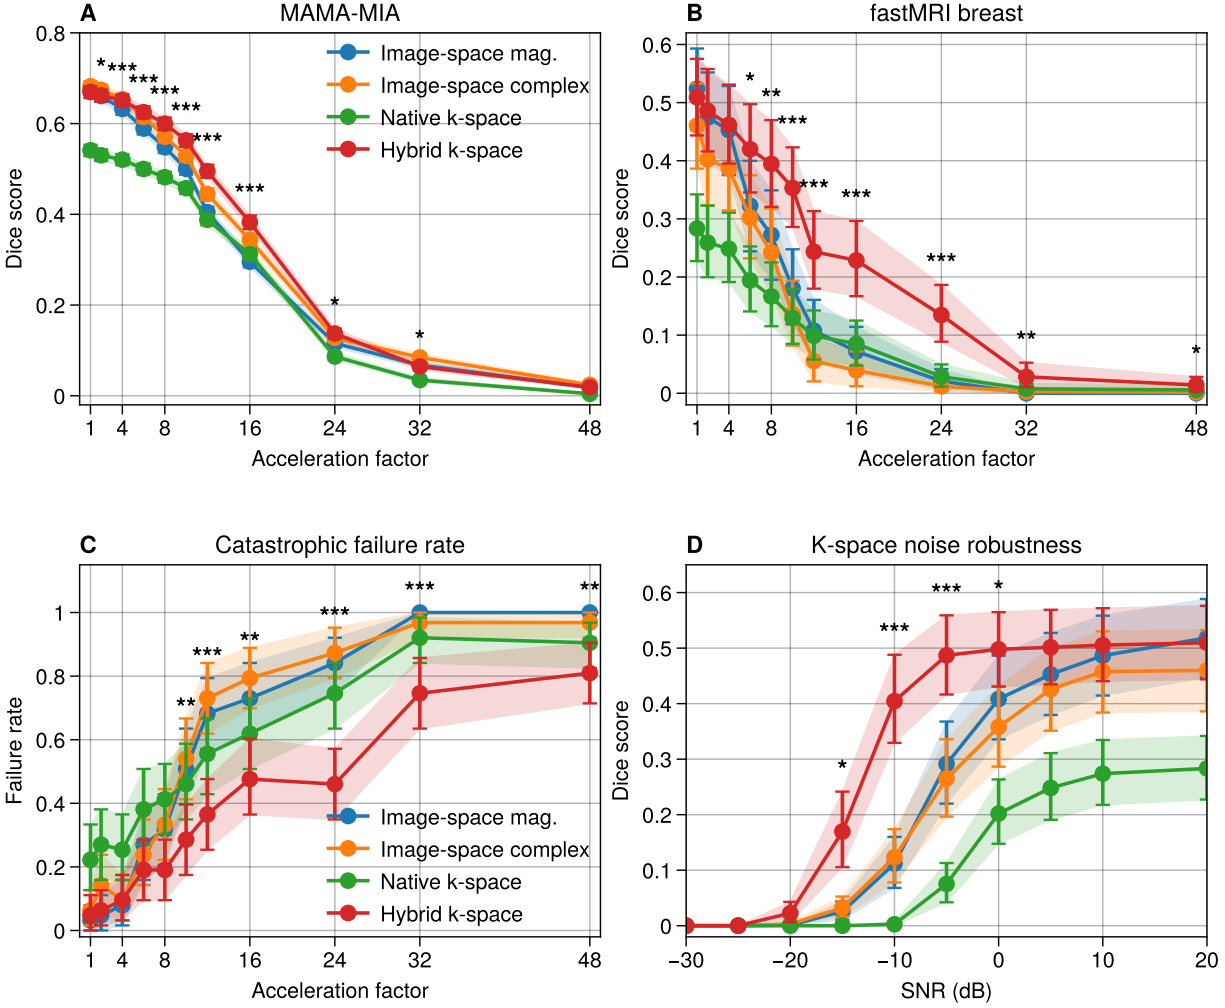 A MAMA-MIA
Dice score
0.8
0.6
0.4
0.2
0
* *** *** *** *** *** *** * *
Image-space mag.
Image-space complex
Native k-space
Hybrid k-space
1 4 8 12 16 24 32 48
Acceleration factor
B fastMRI breast
Dice score
0.6
0.5
0.4
0.3
0.2
0.1
0
* ** *** *** *** *** ** *
1 4 8 16 24 32 48
Acceleration factor
C Catastrophic failure rate
Failure rate
1
0.8
0.6
0.4
0.2
0
** *** ** *** *** **
Image-space mag.
Image-space complex
Native k-space
Hybrid k-space
1 4 8 16 24 32 48
Acceleration factor
D K-space noise robustness
Dice score
0.6
0.5
0.4
0.3
0.2
0.1
0
* *** *** *
−30 −20 −10 0 10 20
SNR (dB)